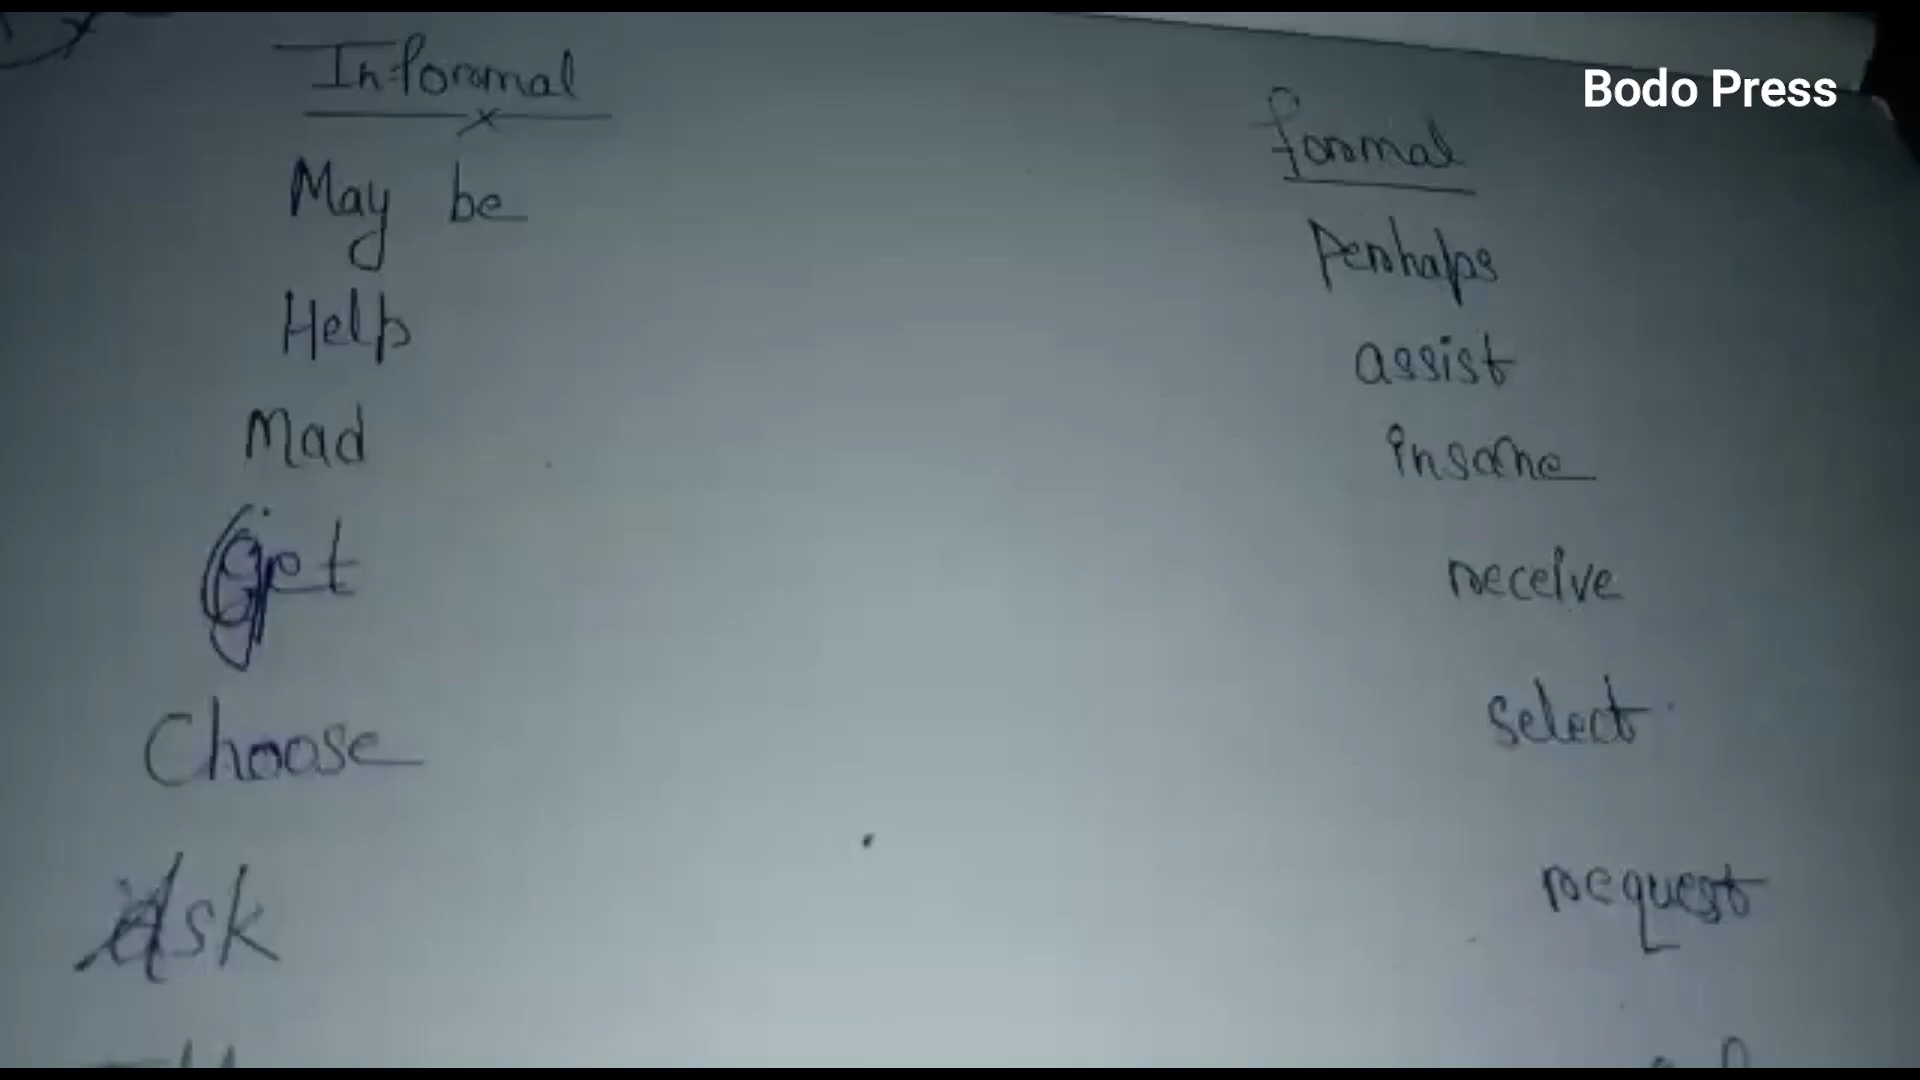 Informal
formal
Bodo Press
May be
perhaps
Help
assist
Mad
insane
Get
receive
Choose
select
Ask
request